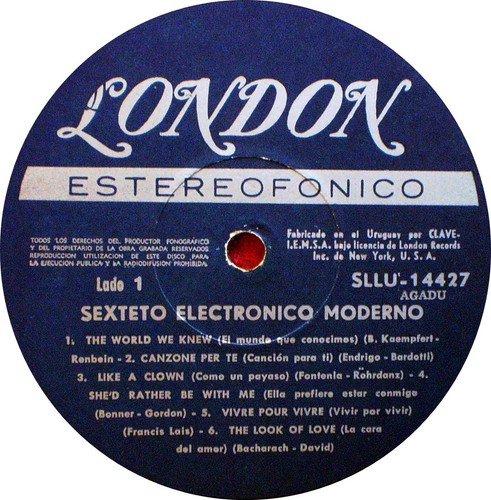 LONDON
ESTEREOFONICO
TODOS LOS DERECHOS DEL PRODUCTOR FONOGRÁFICO
Y DEL PROPIETARIO DE LA OBRA GRABADA RESERVADOS
REPRODUCCION UTILIZACION DE ESTE DISCO PARA
LA EJECUCION PUBLICA Y LA RADIODIFUSION PROHIBIDA.
Fabricado en el Uruguay por CLAVE-
I.E.M.S.A. bajo licencia de London Records
Inc. de New York, U. S. A.
Lado 1
SLLU-14427
AGADU
SEXTETO ELECTRONICO MODERNO
1. THE WORLD WE KNEW (El mundo que conocimos) (B. Kaempfert-
Renbein - 2. CANZONE PER TE (Canción para ti) (Endrigo - Bardotti)
3. LIKE A CLOWN (Como un payaso) (Fontenla - Röhrdanz) - 4.
SHE'D RATHER BE WITH ME (Ella prefiere estar conmigo
(Bonner - Gordon) - 5. VIVRE POUR VIVRE (Vivir por vivir)
(Francis Lais) - 6. THE LOOK OF LOVE (La cara
del amor) (Bacharach - David)